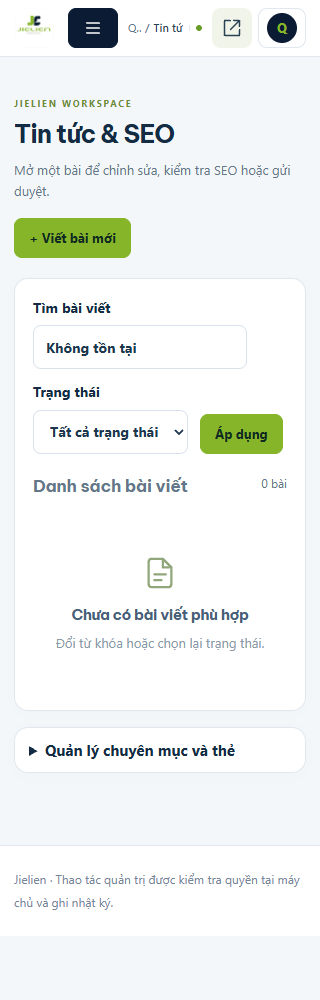 JC
JIELIEN
Q.. / Tin tứ
Q
JIELIEN WORKSPACE
Tin tức & SEO
Mở một bài để chỉnh sửa, kiểm tra SEO hoặc gửi
duyệt.
+ Viết bài mới
Tìm bài viết
Không tồn tại
Trạng thái
Tất cả trạng thái
Áp dụng
Danh sách bài viết
0 bài
Chưa có bài viết phù hợp
Đổi từ khóa hoặc chọn lại trạng thái.
Quản lý chuyên mục và thẻ
Jielien · Thao tác quản trị được kiểm tra quyền tại máy
chủ và ghi nhật ký.